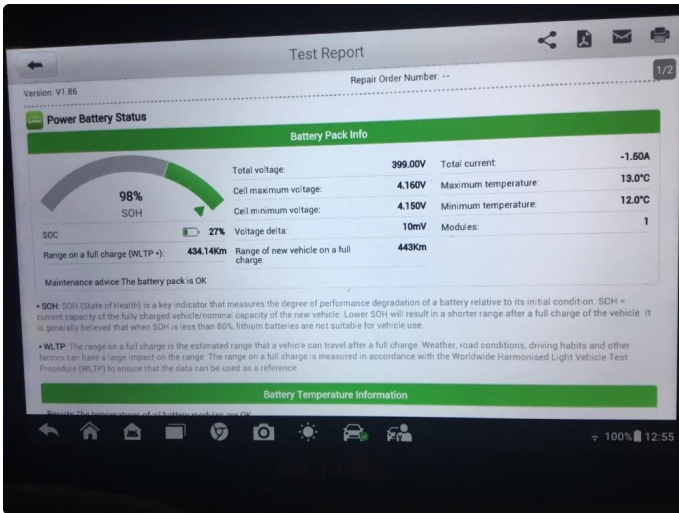 Test Report
Repair Order Number: --
1/2
Version: V1.86
Power Battery Status
Battery Pack Info
98%
SOH
SOC 27%
Range on a full charge (WLTP •): 434.14Km
Total voltage: 399.00V
Cell maximum voltage: 4.160V
Cell minimum voltage: 4.150V
Voltage delta: 10mV
Range of new vehicle on a full charge 443Km
Total current: -1.50A
Maximum temperature: 13.0°C
Minimum temperature: 12.0°C
Modules: 1
Maintenance advice The battery pack is OK
• SOH: SOH (State of Health) is a key indicator that measures the degree of performance degradation of a battery relative to its initial condition. SOH =
current capacity of the fully charged vehicle/nominal capacity of the new vehicle. Lower SOH will result in a shorter range after a full charge of the vehicle. It
is generally believed that when SOH is less than 80%, lithium batteries are not suitable for vehicle use.
• WLTP: The range on a full charge is the estimated range that a vehicle can travel after a full charge. Weather, road conditions, driving habits and other
factors can have a large impact on the range. The range on a full charge is measured in accordance with the Worldwide Harmonised Light Vehicle Test
Procedure (WLTP) to ensure that the data can be used as a reference.
Battery Temperature Information
Results The temperatures of all battery modules are OK
100% 12:55
AUTEL